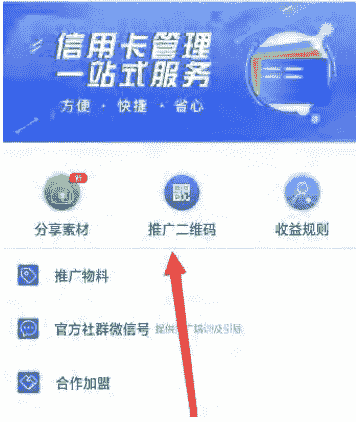 信用卡管理
一站式服务
方便·快捷·省心
分享素材
推广二维码
收益规则
推广物料
官方社群微信号
合作加盟